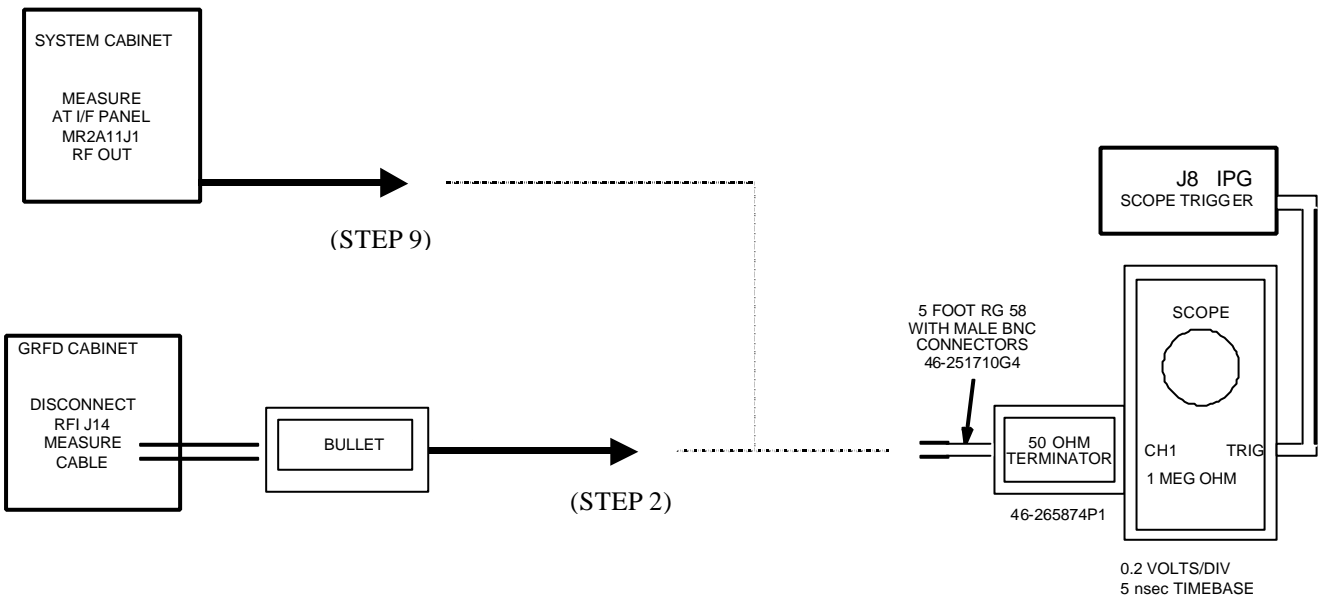 SYSTEM CABINET
MEASURE
AT I/F PANEL
MR2A11J1
RF OUT
(STEP 9)
J8 IPG
SCOPE TRIGGER
GRFD CABINET
DISCONNECT
RFI J14
MEASURE
CABLE
BULLET
(STEP 2)
5 FOOT RG 58
WITH MALE BNC
CONNECTORS
46-251710G4
50 OHM
TERMINATOR
46-265874P1
SCOPE
CH1 TRIG
1 MEG OHM
0.2 VOLTS/DIV
5 nsec TIMEBASE